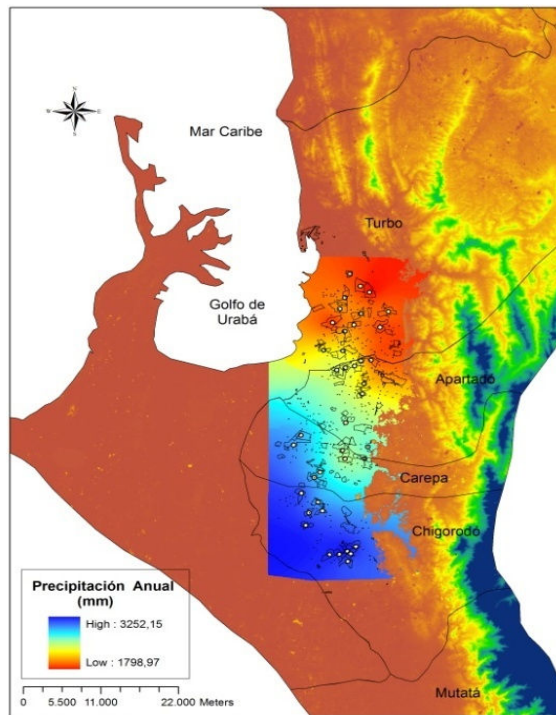 Mar Caribe
Turbo
Golfo de
Urabá
Apartadó
Carepa
Chigorodó
Precipitación Anual
(mm)
High : 3252,15
Low : 1798,97
0 5.500 11.000 22.000 Meters
Mutatá